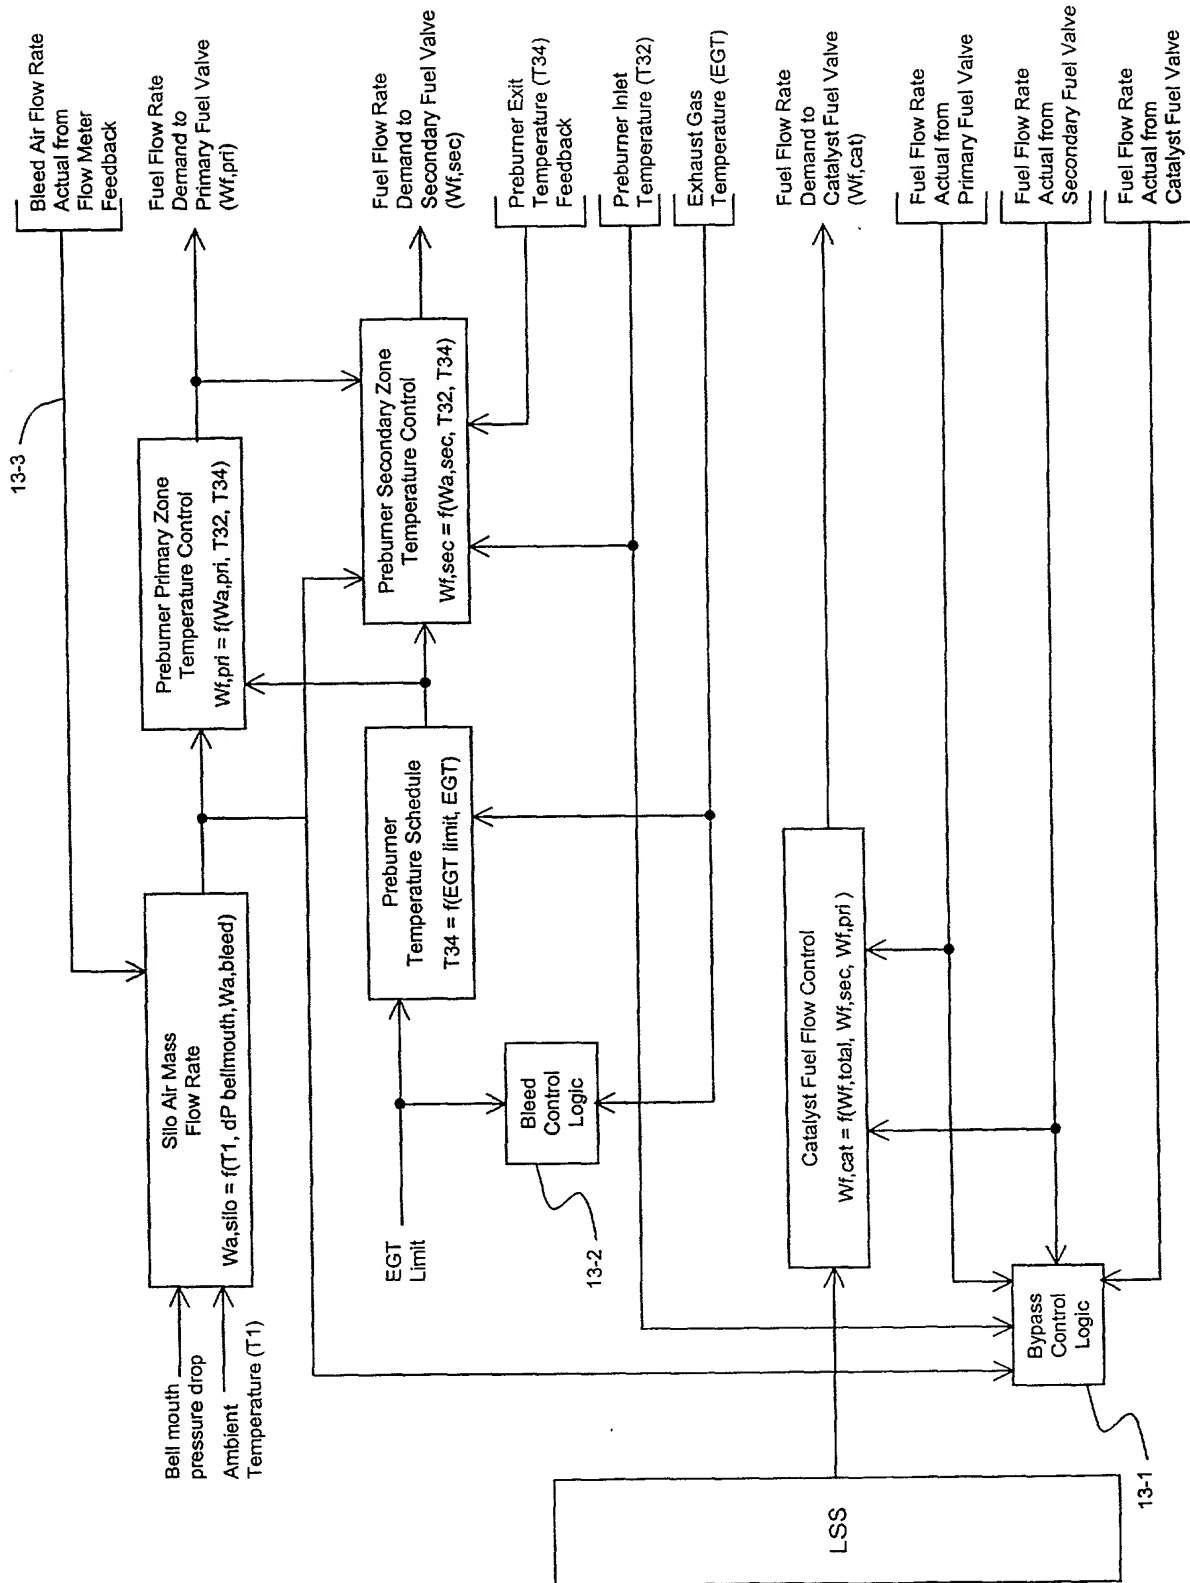 Bell mouth
pressure drop
Ambient
Temperature (T1)
Silo Air Mass
Flow Rate
Wa,silo = f(T1, dP bellmouth,Wa,bleed)
Preburner Primary Zone
Temperature Control
Wf,pri = f(Wa,pri, T32, T34)
13-3
Bleed Air Flow Rate
Actual from
Flow Meter
Feedback
Fuel Flow Rate
Demand to
Primary Fuel Valve
(Wf,pri)
EGT
Limit
Preburner
Temperature Schedule
T34 = f(EGT limit, EGT)
Preburner Secondary Zone
Temperature Control
Wf,sec = f(Wa,sec, T32, T34)
Fuel Flow Rate
Demand to
Secondary Fuel Valve
(Wf,sec)
Bleed
Control
Logic
13-2
Preburner Exit
Temperature (T34)
Feedback
Preburner Inlet
Temperature (T32)
Exhaust Gas
Temperature (EGT)
LSS
Catalyst Fuel Flow Control
Wf,cat = f(Wf,total, Wf,sec, Wf,pri )
Fuel Flow Rate
Demand to
Catalyst Fuel Valve
(Wf,cat)
Bypass
Control
Logic
13-1
Fuel Flow Rate
Actual from
Primary Fuel Valve
Fuel Flow Rate
Actual from
Secondary Fuel Valve
Fuel Flow Rate
Actual from
Catalyst Fuel Valve